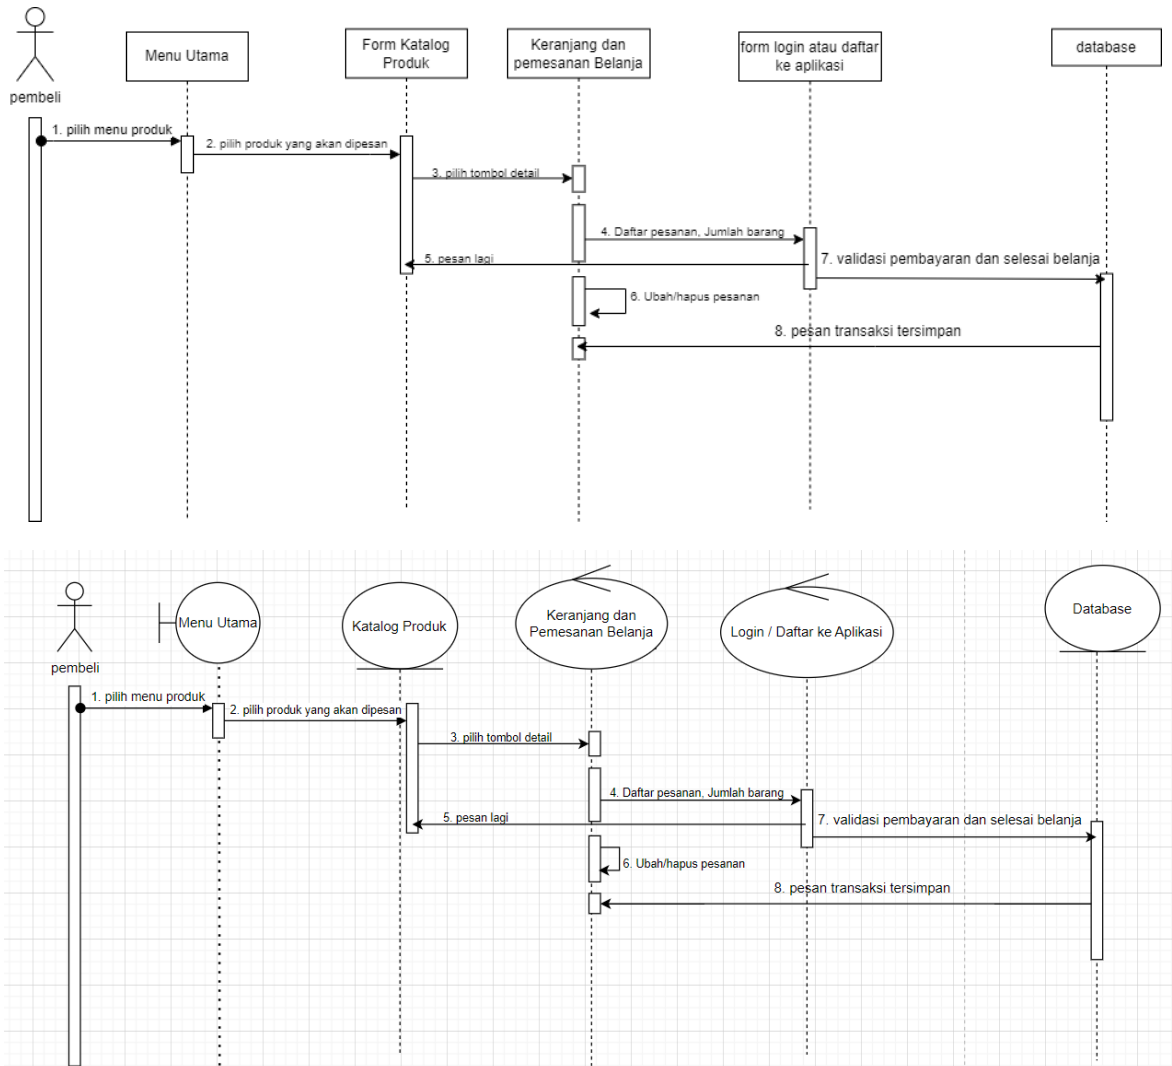 pembeli
Menu Utama
Form Katalog
Produk
Keranjang dan
pemesanan Belanja
form login atau daftar
ke aplikasi
database
1. pilih menu produk
2. pilih produk yang akan dipesan
3. pilih tombol detail
4. Daftar pesanan, Jumlah barang
5. pesan lagi
7. validasi pembayaran dan selesai belanja
6. Ubah/hapus pesanan
8. pesan transaksi tersimpan
pembeli
Menu Utama
Katalog Produk
Keranjang dan
Pemesanan Belanja
Login / Daftar ke Aplikasi
Database
1. pilih menu produk
2. pilih produk yang akan dipesan
3. pilih tombol detail
4. Daftar pesanan, Jumlah barang
5. pesan lagi
7. validasi pembayaran dan selesai belanja
6. Ubah/hapus pesanan
8. pesan transaksi tersimpan